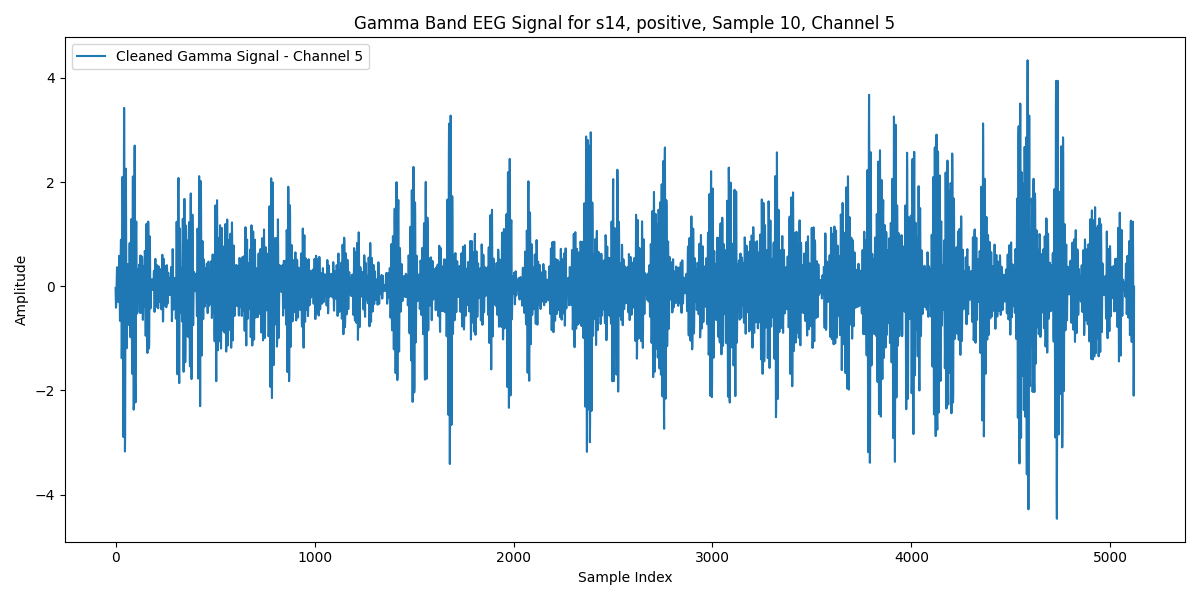 Gamma Band EEG Signal for s14, positive, Sample 10, Channel 5
Cleaned Gamma Signal - Channel 5
Amplitude
4
2
0
−2
−4
0 1000 2000 3000 4000 5000
Sample Index